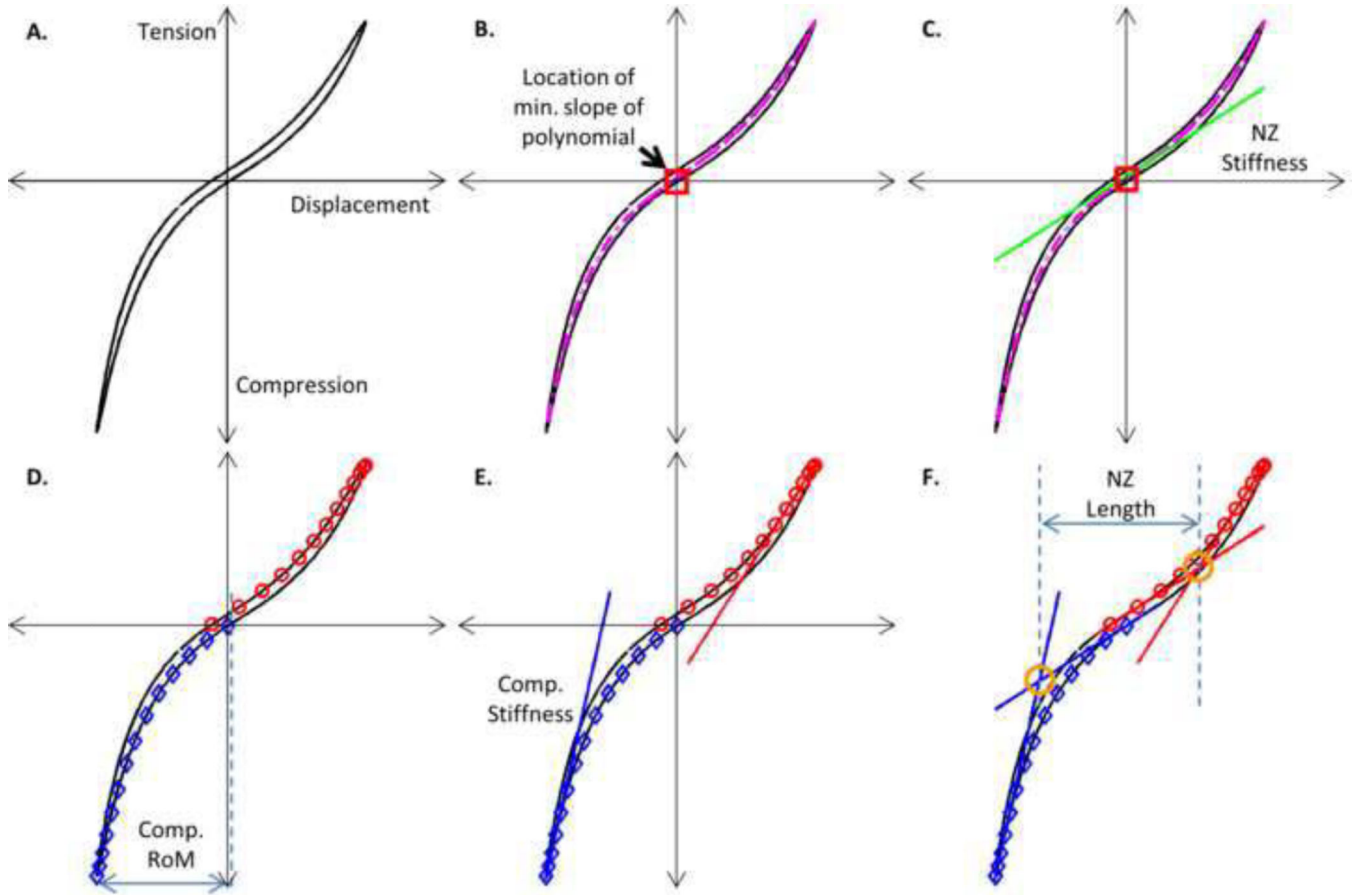 A.
Tension
Displacement
Compression
B.
Location of
min. slope of
polynomial
C.
NZ
Stiffness
D.
Comp.
RoM
E.
Comp.
Stiffness
F.
NZ
Length